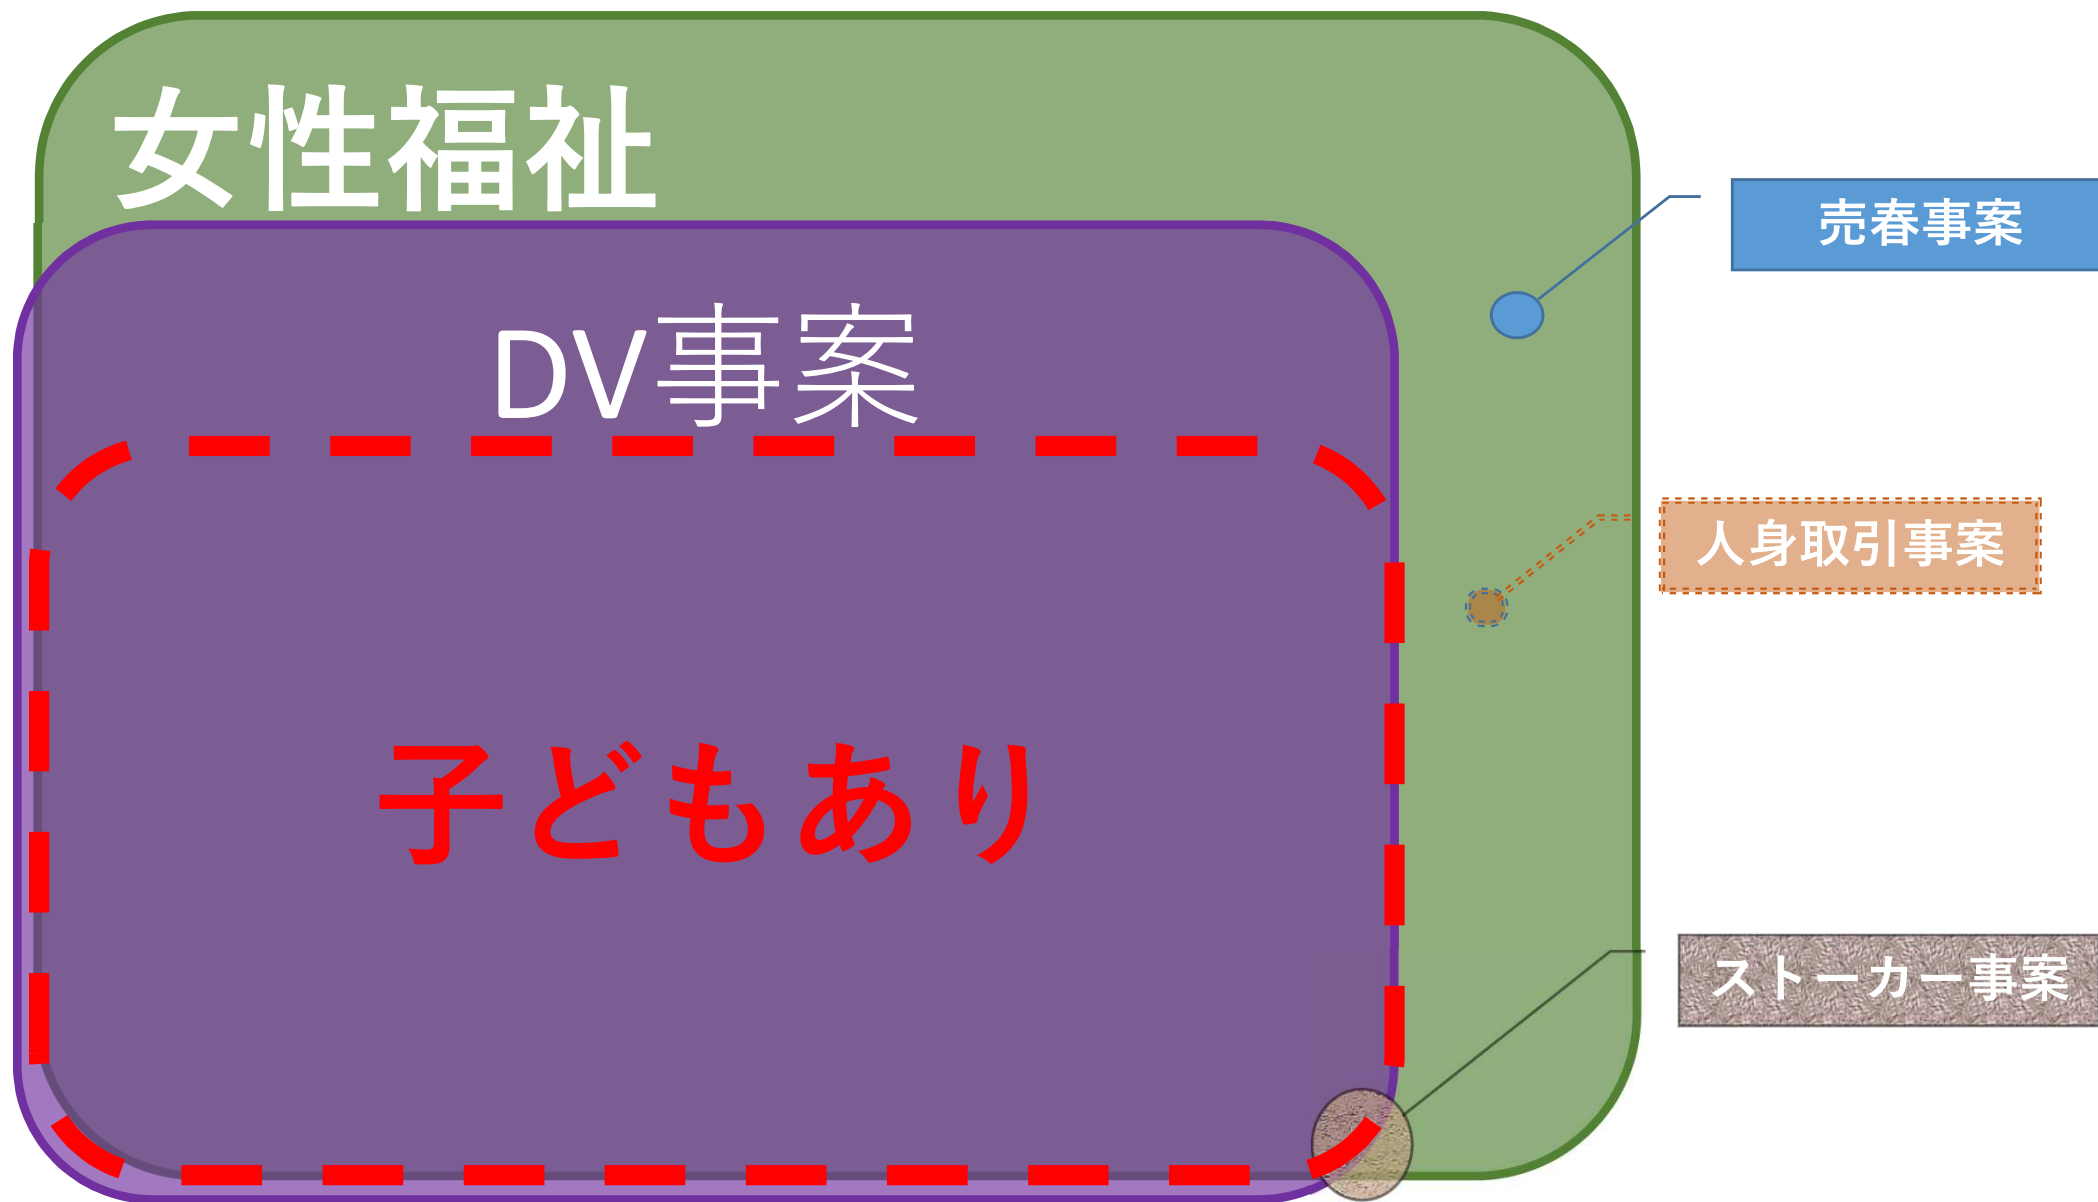 女性福祉
売春事案
DV事案
人身取引事案
子どもあり
ストーカー事案